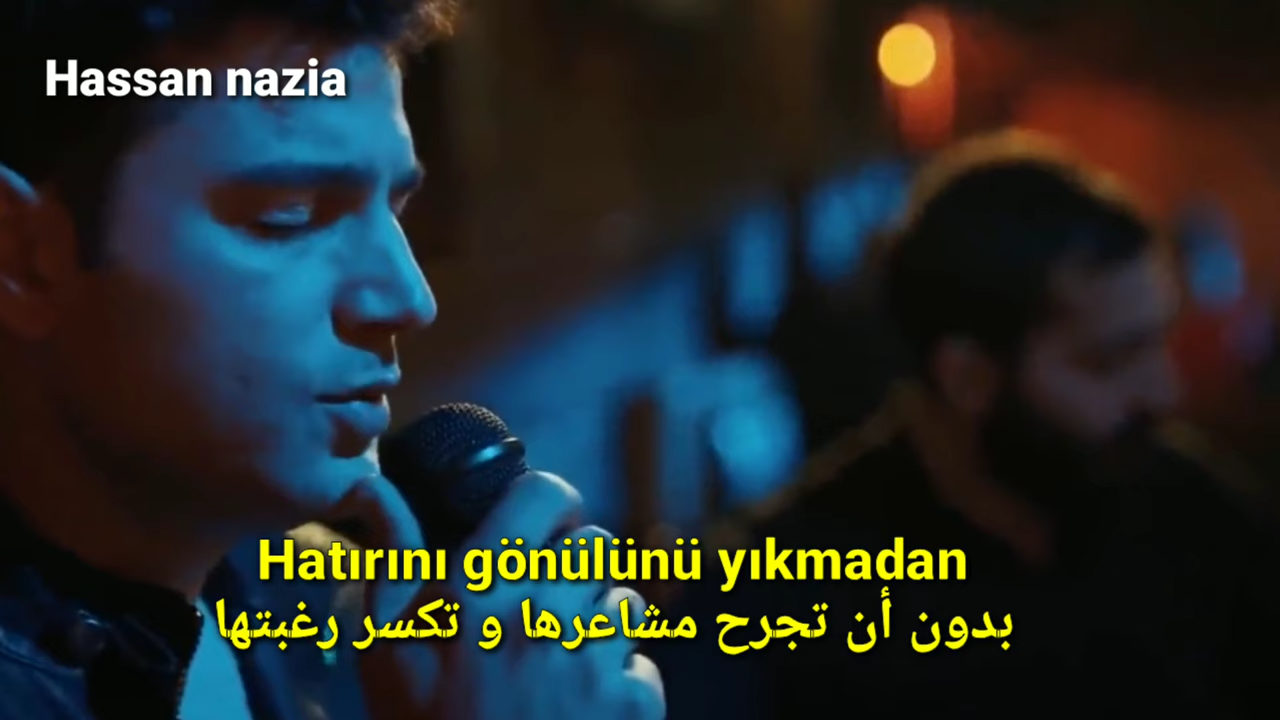 Hassan nazia
Hatırını gönülünü yıkmadan
بدون أن تجرح مشاعرها و تكسر رغبتها